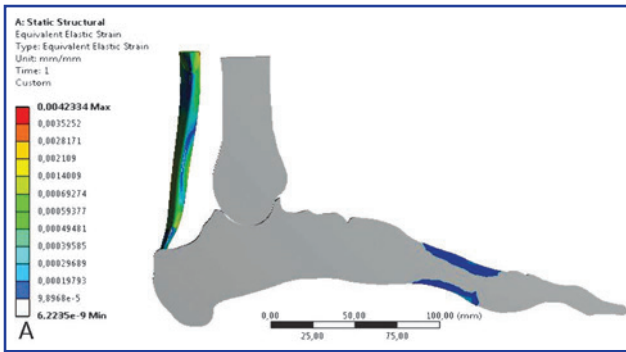 A: Static Structural
Equivalent Elastic Strain
Type: Equivalent Elastic Strain
Unit: mm/mm
Time: 1
Custom
0,0042334 Max
0,0035252
0,0028171
0,002109
0,0014009
0,00069274
0,00059377
0,00049481
0,00039585
0,00029689
0,00019793
9,8968e-5
6,2235e-9 Min
A
0,00 50,00 100,00 (mm)
25,00 75,00